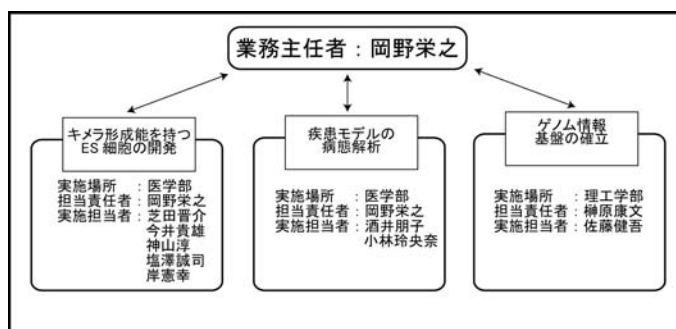 業務主任者：岡野栄之
キメラ形成能を持つ
ES 細胞の開発
実施場所　：医学部
担当責任者：岡野栄之
実施担当者：芝田晋介
今井貴雄
神山淳
塩澤誠司
岸憲幸
疾患モデルの
病態解析
実施場所　：医学部
担当責任者：岡野栄之
実施担当者：酒井朋子
小林玲央奈
ゲノム情報
基盤の確立
実施場所　：理工学部
担当責任者：榊原康文
実施担当者：佐藤健吾